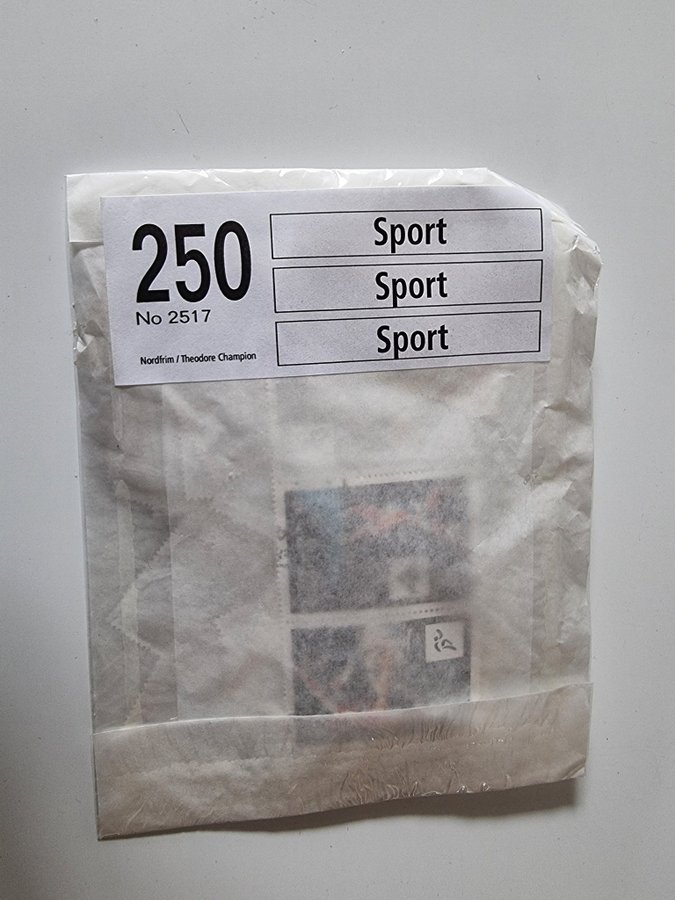 250
No 2517
Nordfrim / Theodore Champion
Sport
Sport
Sport